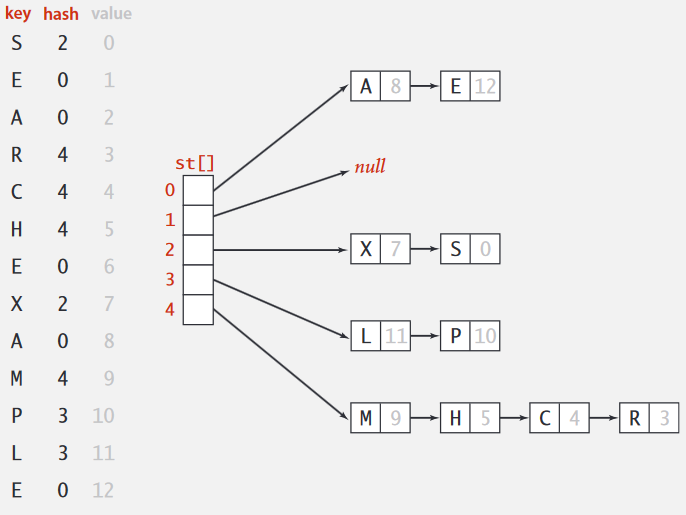 key hash value
S 2 0
E 0 1
A 0 2
R 4 3
C 4 4
H 4 5
E 0 6
X 2 7
A 0 8
M 4 9
P 3 10
L 3 11
E 0 12
st[]
0
1
2
3
4
A 8 E 12
null
X 7 S 0
L 11 P 10
M 9 H 5 C 4 R 3